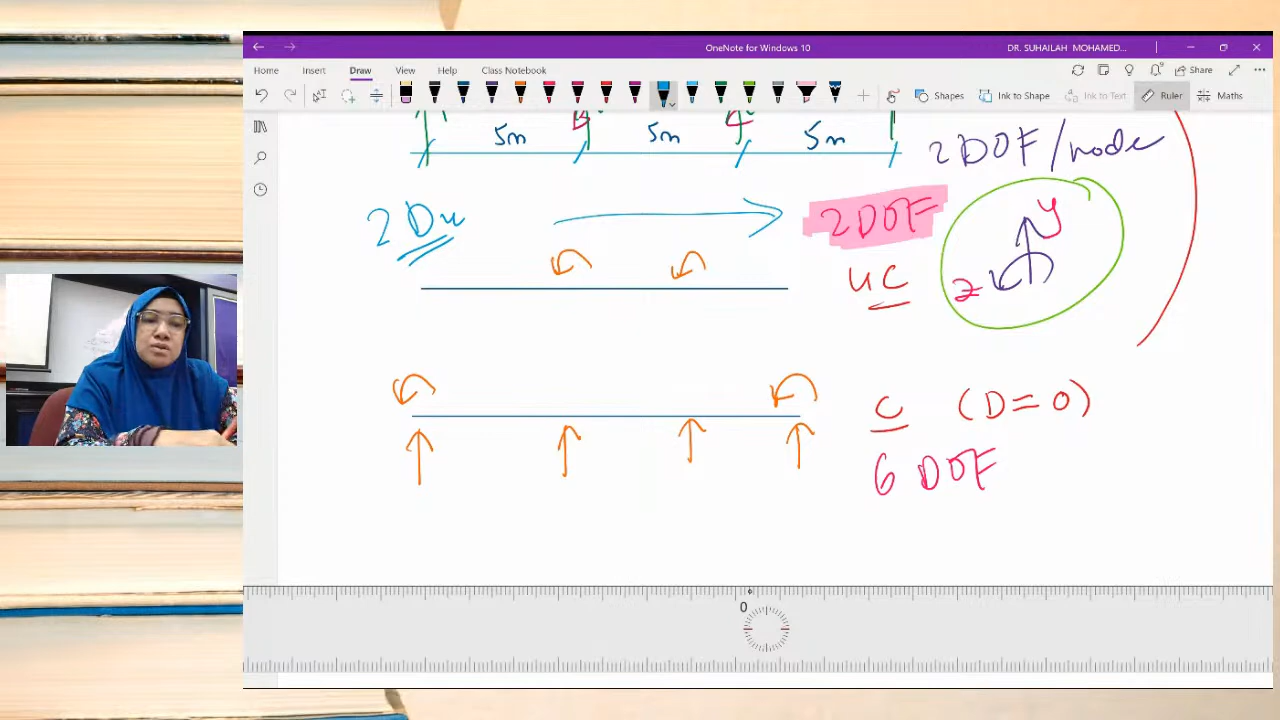 OneNote for Windows 10
DR. SUHAILAH MOHAMED...
Home Insert Draw View Help Class Notebook
Share
Shapes Ink to Shape Ink to Text Ruler Maths
5m 5m 5m
2 DOF/node
2 Du
2 DOF
y
UC
z
C (D=0)
6 DOF
0